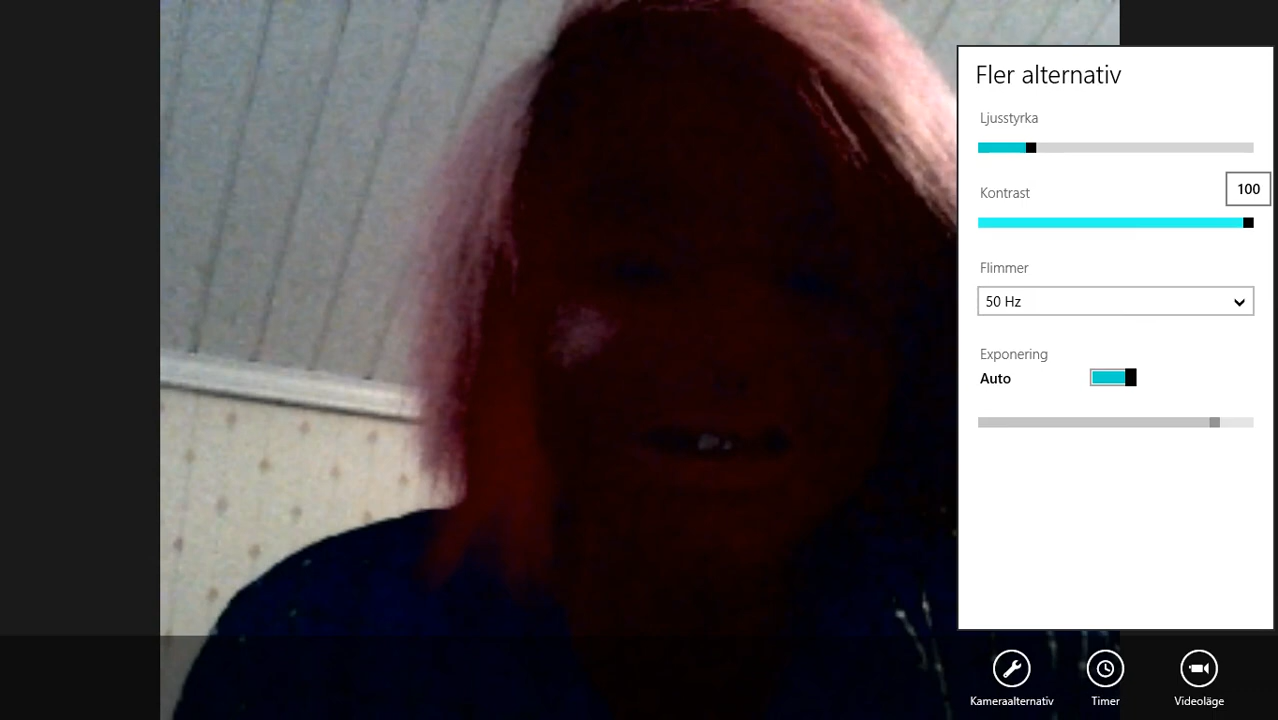 Fler alternativ
Ljusstyrka
Kontrast
100
Flimmer
50 Hz
Exponering
Auto
Kameraalternativ
Timer
Videoläge